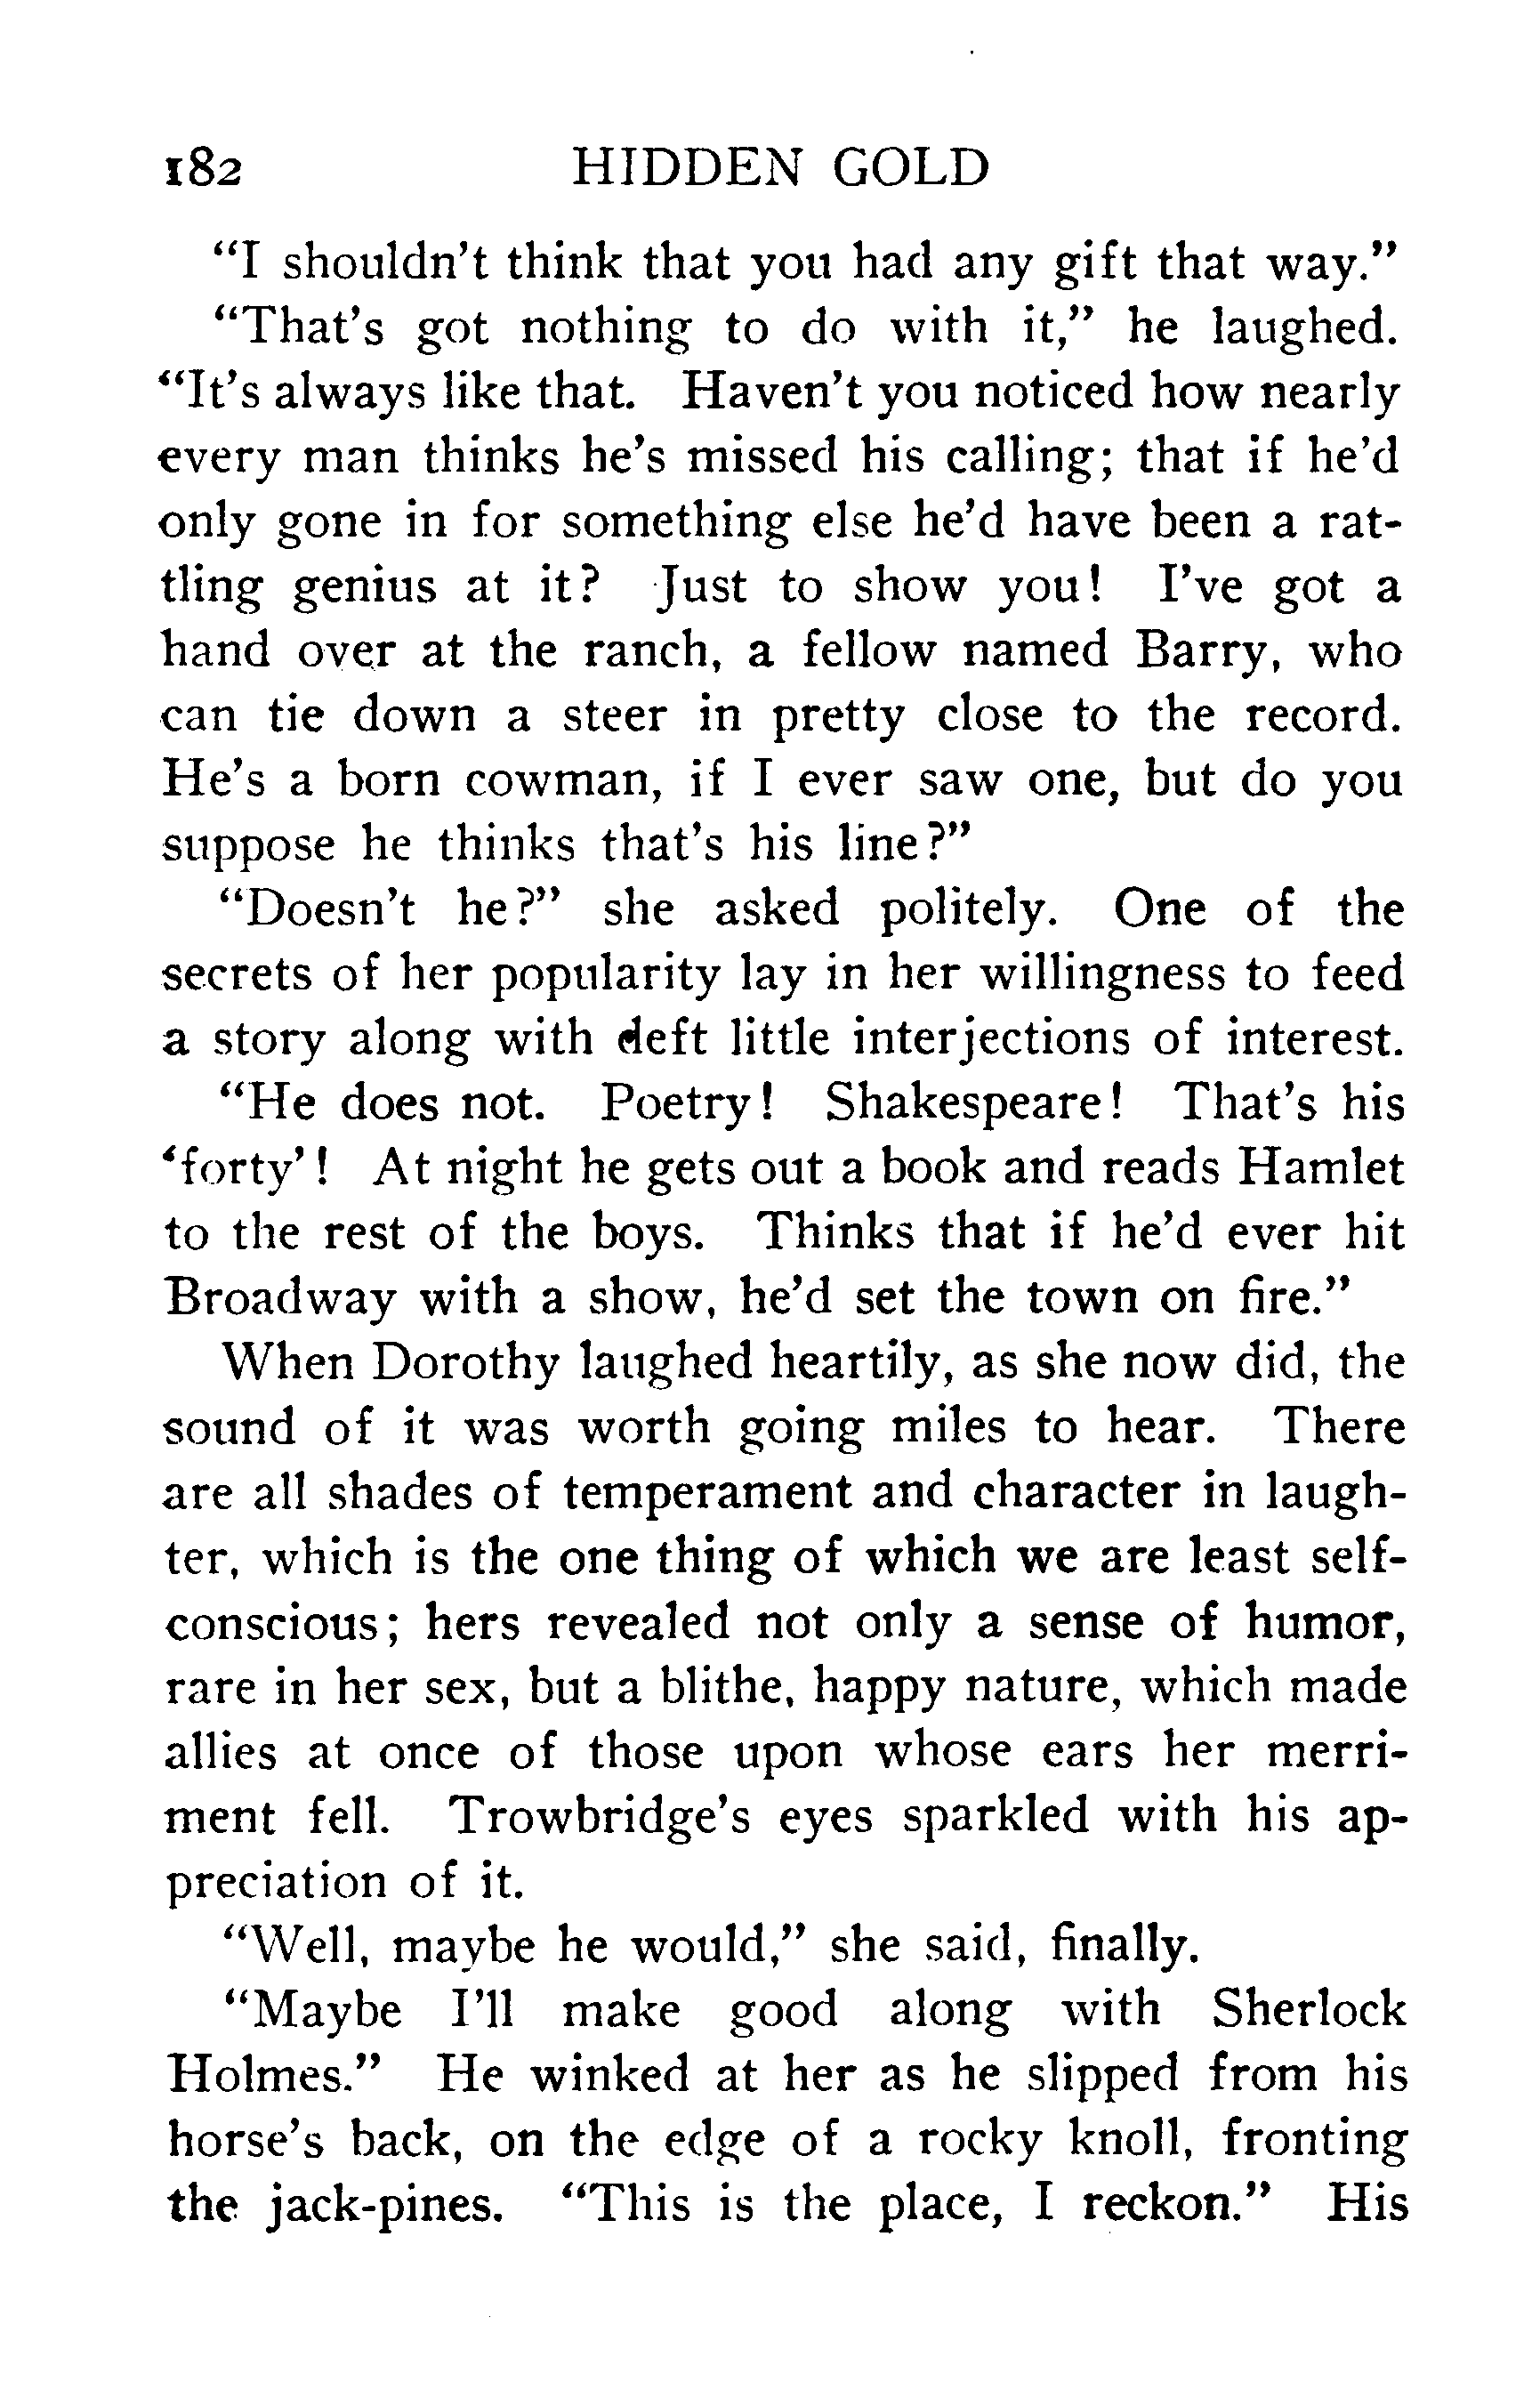 182 HIDDEN GOLD
“I shouldn’t think that you had any gift that way.”
“That’s got nothing to do with it,” he laughed.
“It’s always like that. Haven’t you noticed how nearly
every man thinks he’s missed his calling; that if he’d
only gone in for something else he’d have been a rat-
tling genius at it? Just to show you! I’ve got a
hand over at the ranch, a fellow named Barry, who
can tie down a steer in pretty close to the record.
He’s a born cowman, if I ever saw one, but do you
suppose he thinks that’s his line?”
“Doesn’t he?” she asked politely. One of the
secrets of her popularity lay in her willingness to feed
a story along with deft little interjections of interest.
“He does not. Poetry! Shakespeare! That’s his
‘forty’! At night he gets out a book and reads Hamlet
to the rest of the boys. Thinks that if he’d ever hit
Broadway with a show, he’d set the town on fire.”
When Dorothy laughed heartily, as she now did, the
sound of it was worth going miles to hear. There
are all shades of temperament and character in laugh-
ter, which is the one thing of which we are least self-
conscious; hers revealed not only a sense of humor,
rare in her sex, but a blithe, happy nature, which made
allies at once of those upon whose ears her merri-
ment fell. Trowbridge’s eyes sparkled with his ap-
preciation of it.
“Well, maybe he would,” she said, finally.
“Maybe I’ll make good along with Sherlock
Holmes.” He winked at her as he slipped from his
horse’s back, on the edge of a rocky knoll, fronting
the jack-pines. “This is the place, I reckon.” His